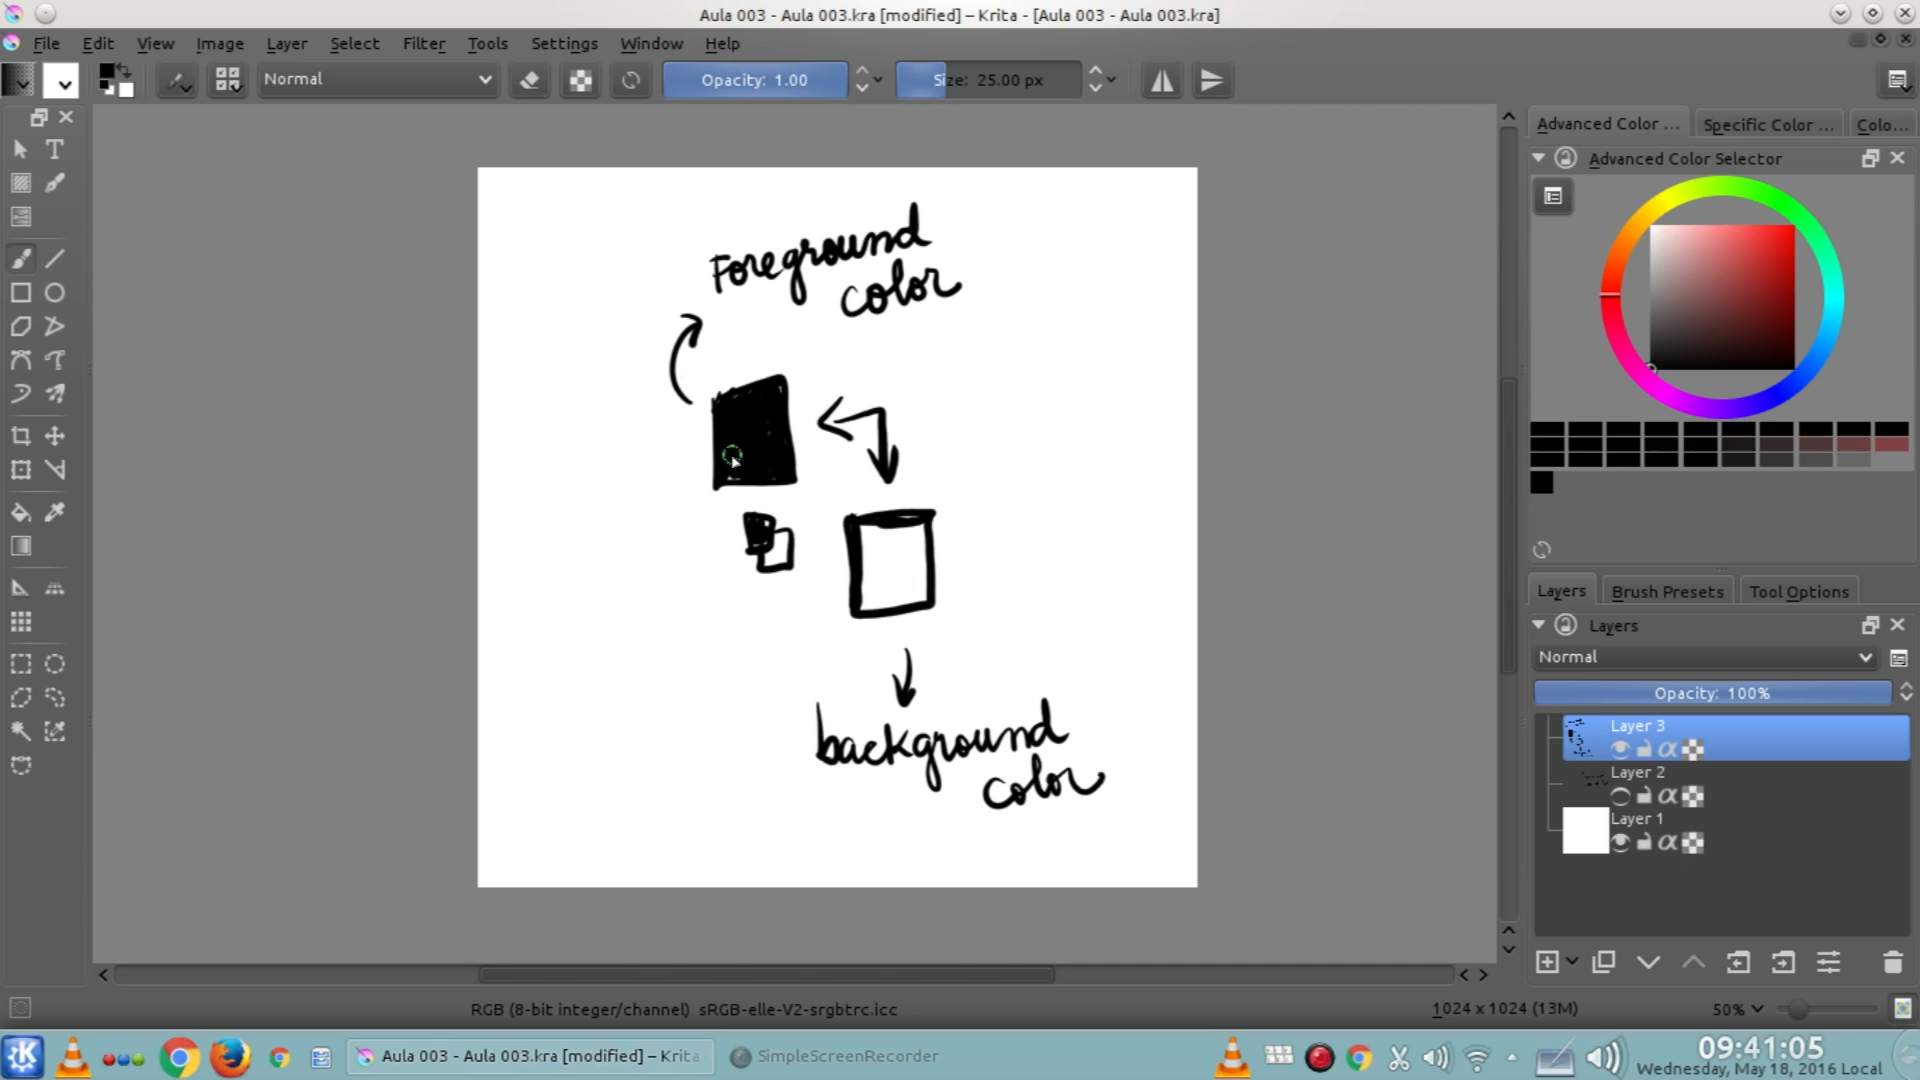 Aula 003 - Aula 003.kra [modified] – Krita - [Aula 003 - Aula 003.kra]
File Edit View Image Layer Select Filter Tools Settings Window Help
Normal Opacity: 1.00 Size: 25.00 px
Advanced Color ... Specific Color ... Colo...
Advanced Color Selector
Foreground
color
background
color
Layers Brush Presets Tool Options
Layers
Normal
Opacity: 100%
Layer 3
Layer 2
Layer 1
RGB (8-bit integer/channel) sRGB-elle-V2-srgbtrc.icc 1024 x 1024 (13M) 50%
Aula 003 - Aula 003.kra [modified] – Krita SimpleScreenRecorder 09:41:05
Wednesday, May 18, 2016 Local